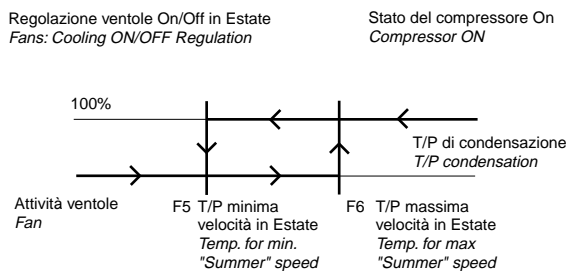 Regolazione ventole On/Off in Estate
Fans: Cooling ON/OFF Regulation
Stato del compressore On
Compressor ON
100%
T/P di condensazione
T/P condensation
Attività ventole
Fan
F5 T/P minima
velocità in Estate
Temp. for min.
"Summer" speed
F6 T/P massima
velocità in Estate
Temp. for max
"Summer" speed